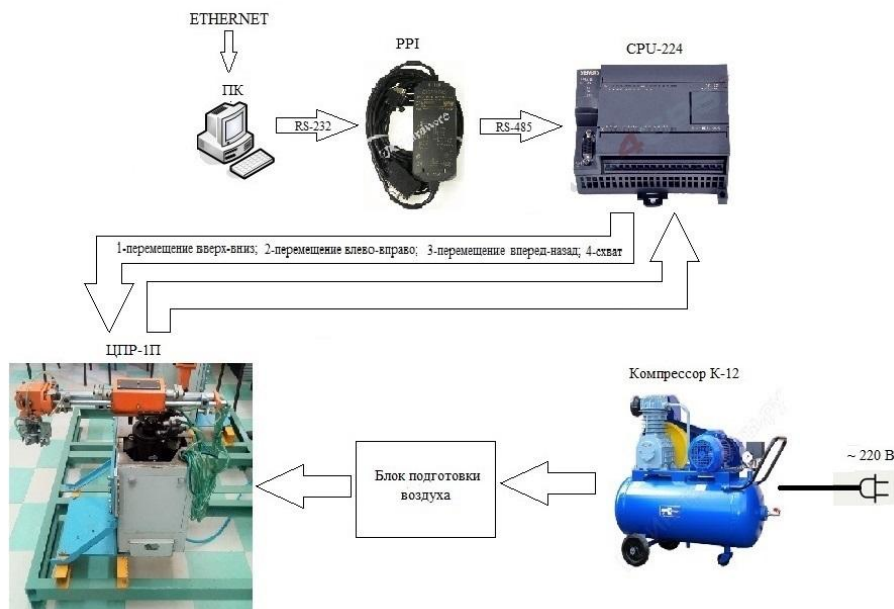 ETHERNET
ПК
RS-232
PPI
RS-485
CPU-224
1-перемещение вверх-вниз; 2-перемещение влево-вправо; 3-перемещение вперед-назад; 4-схват
ЦПР-1П
Блок подготовки
воздуха
Компрессор К-12
~ 220 В